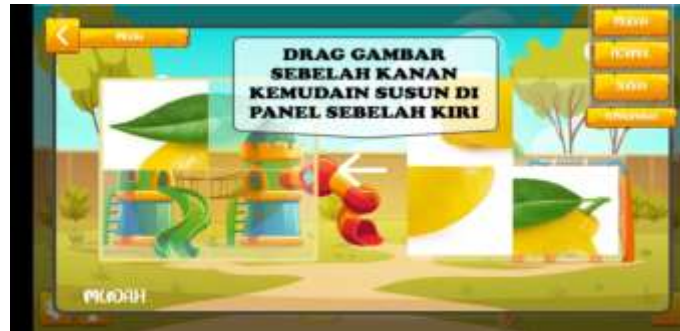 DRAG GAMBAR
SEBELAH KANAN
KEMUDAIN SUSUN DI
PANEL SEBELAH KIRI
MUDAH